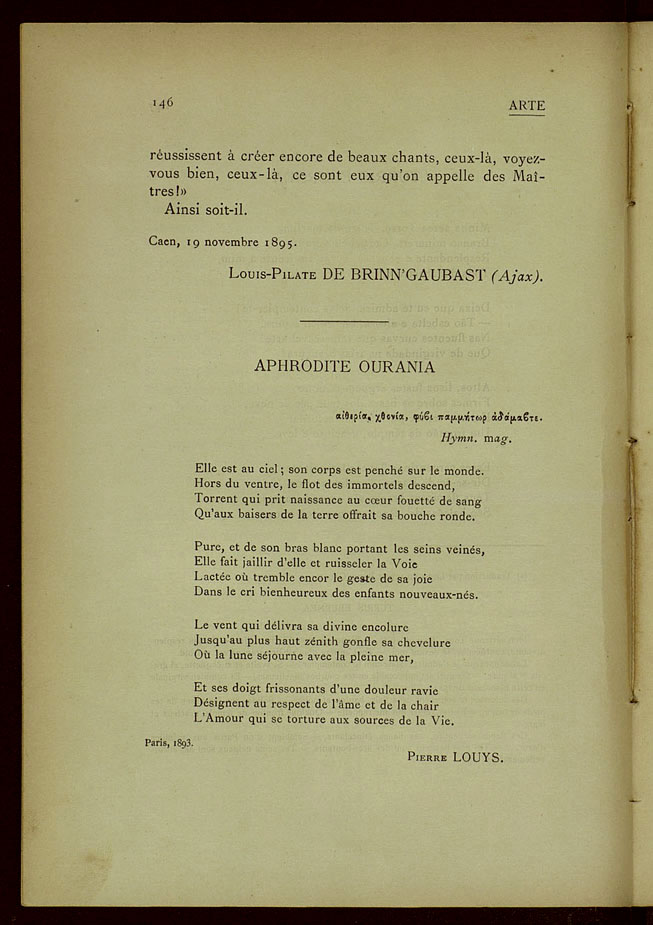 146
ARTE
réussissent à créer encore de beaux chants, ceux-là, voyez-
vous bien, ceux-là, ce sont eux qu'on appelle des Maî-
tres!»
Ainsi soit-il.
Caen, 19 novembre 1895.
Louis-Pilate DE BRINN'GAUBAST (Ajax).
APHRODITE OURANIA
αἰθερία, χθονία, φύσι παμμήτωρ ἀδάμαστε.
Hymn. mag.
Elle est au ciel; son corps est penché sur le monde.
Hors du ventre, le flot des immortels descend,
Torrent qui prit naissance au cœur fouetté de sang
Qu'aux baisers de la terre offrait sa bouche ronde.
Pure, et de son bras blanc portant les seins veinés,
Elle fait jaillir d'elle et ruisseler la Voie
Lactée où tremble encor le geste de sa joie
Dans le cri bienheureux des enfants nouveaux-nés.
Le vent qui délivra sa divine encolure
Jusqu'au plus haut zénith gonfle sa chevelure
Où la lune séjourne avec la pleine mer,
Et ses doigt frissonants d'une douleur ravie
Désignent au respect de l'âme et de la chair
L'Amour qui se torture aux sources de la Vie.
Paris, 1893.
Pierre LOUYS.